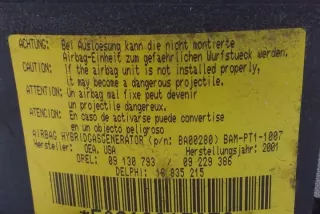 ACHTUNG: Bei Ausloesung kann die nicht montierte
Airbag-Einheit zum gefaehrlichen Wurfstueck werden.
CAUTION: If the airbag unit is not installed properly,
it may become a dangerous projectile.
ATTENTION: Un airbag mal fixe peut devenir
un projectile dangereux.
ATENCION: En caso de activarse puede convertise
en un objecto peligroso
AIRBAG HYBRIDGASGENERATOR (p/n: BA00280) BAM-PT1-1007
Hersteller: OEA, USA Herstellungsjahr: 2001
OPEL: 09 130 793 / 09 229 386
DELPHI: 16 835 215